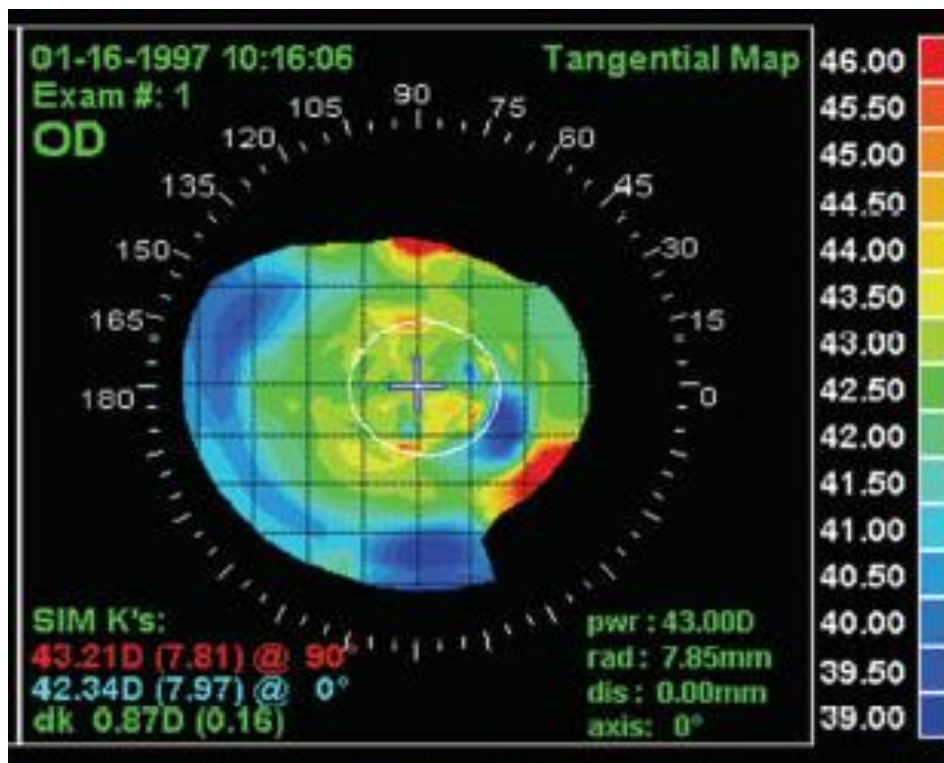 01-16-1997 10:16:06
Tangential Map
Exam #: 1
OD
90
105
75
120
60
135
45
150
30
165
15
180
0
SIM K's:
43.21D (7.81) @ 90°
42.34D (7.97) @ 0°
dk 0.87D (0.16)
pwr : 43.00D
rad : 7.85mm
dis : 0.00mm
axis: 0°
46.00
45.50
45.00
44.50
44.00
43.50
43.00
42.50
42.00
41.50
41.00
40.50
40.00
39.50
39.00